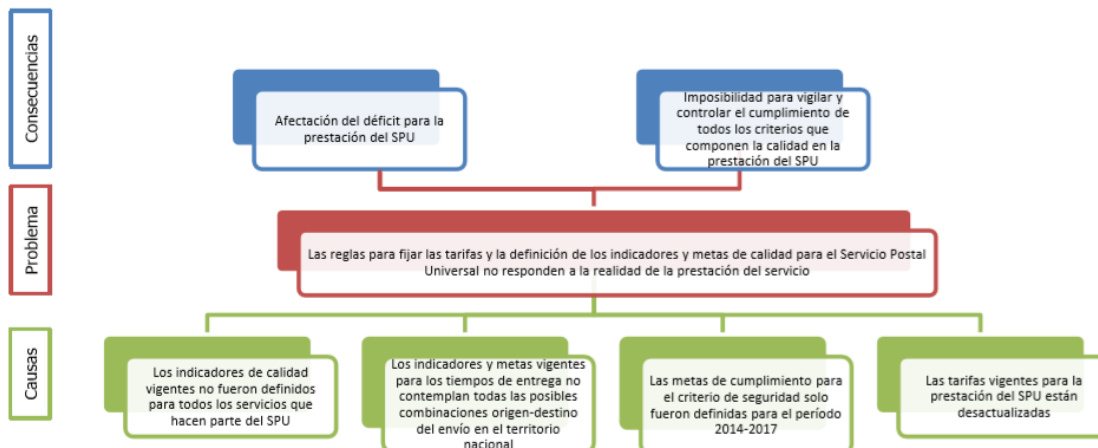 Consecuencias
Afectación del déficit para la
prestación del SPU
Imposibilidad para vigilar y
controlar el cumplimiento de
todos los criterios que
componen la calidad en la
prestación del SPU
Problema
Las reglas para fijar las tarifas y la definición de los indicadores y metas de calidad para el Servicio Postal
Universal no responden a la realidad de la prestación del servicio
Causas
Los indicadores de calidad
vigentes no fueron definidos
para todos los servicios que
hacen parte del SPU
Los indicadores y metas vigentes
para los tiempos de entrega no
contemplan todas las posibles
combinaciones origen-destino
del envío en el territorio
nacional
Las metas de cumplimiento para
el criterio de seguridad solo
fueron definidas para el período
2014-2017
Las tarifas vigentes para la
prestación del SPU están
desactualizadas